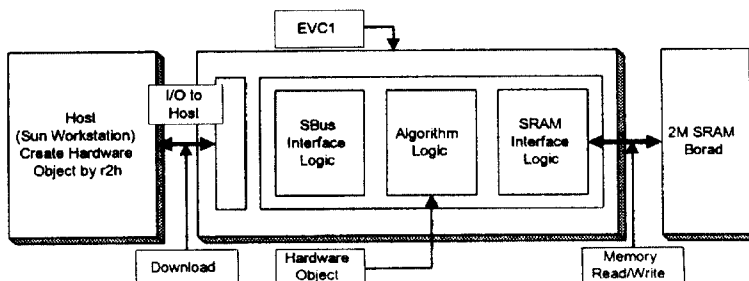 EVC1
Host
(Sun Workstation)
Create Hardware
Object by r2h
I/O to
Host
SBus
Interface
Logic
Algorithm
Logic
SRAM
Interface
Logic
2M SRAM
Borad
Download
Hardware
Object
Memory
Read/Write